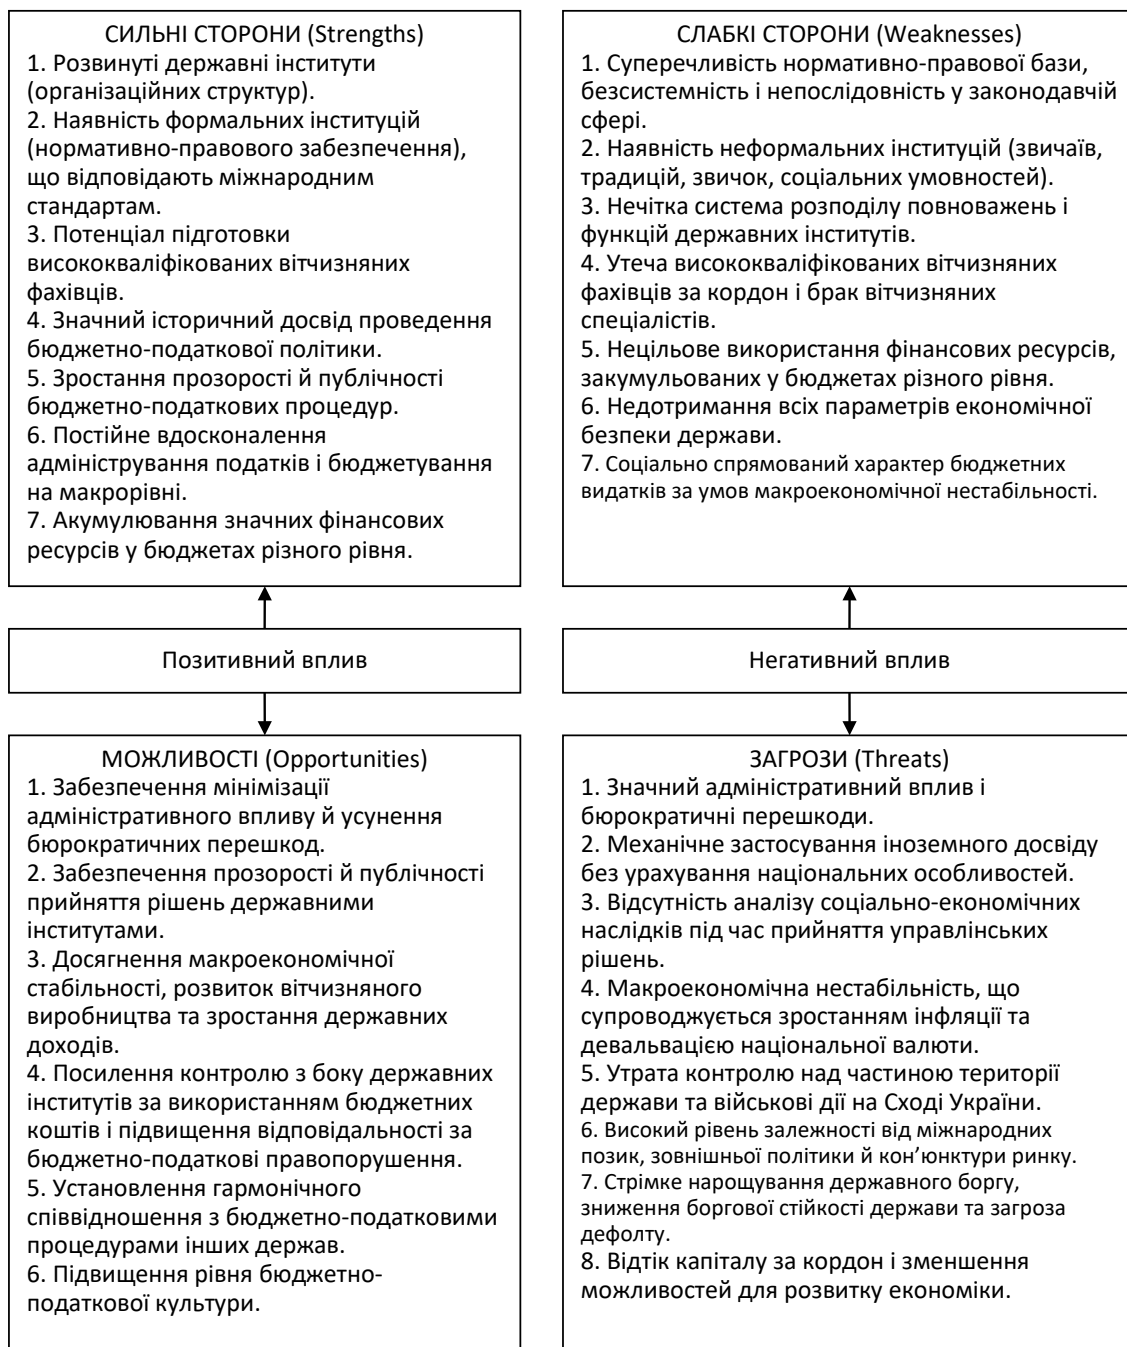 СИЛЬНІ СТОРОНИ (Strengths)
1. Розвинуті державні інститути
(організаційних структур).
2. Наявність формальних інституцій
(нормативно-правового забезпечення),
що відповідають міжнародним
стандартам.
3. Потенціал підготовки
висококваліфікованих вітчизняних
фахівців.
4. Значний історичний досвід проведення
бюджетно-податкової політики.
5. Зростання прозорості й публічності
бюджетно-податкових процедур.
6. Постійне вдосконалення
адміністрування податків і бюджетування
на макрорівні.
7. Акумулювання значних фінансових
ресурсів у бюджетах різного рівня.
СЛАБКІ СТОРОНИ (Weaknesses)
1. Суперечливість нормативно-правової бази,
безсистемність і непослідовність у законодавчій
сфері.
2. Наявність неформальних інституцій (звичаїв,
традицій, звичок, соціальних умовностей).
3. Нечітка система розподілу повноважень і
функцій державних інститутів.
4. Утеча висококваліфікованих вітчизняних
фахівців за кордон і брак вітчизняних
спеціалістів.
5. Нецільове використання фінансових ресурсів,
закумульованих у бюджетах різного рівня.
6. Недотримання всіх параметрів економічної
безпеки держави.
7. Соціально спрямований характер бюджетних
видатків за умов макроекономічної нестабільності.
Позитивний вплив
Негативний вплив
МОЖЛИВОСТІ (Opportunities)
1. Забезпечення мінімізації
адміністративного впливу й усунення
бюрократичних перешкод.
2. Забезпечення прозорості й публічності
прийняття рішень державними
інститутами.
3. Досягнення макроекономічної
стабільності, розвиток вітчизняного
виробництва та зростання державних
доходів.
4. Посилення контролю з боку державних
інститутів за використанням бюджетних
коштів і підвищення відповідальності за
бюджетно-податкові правопорушення.
5. Установлення гармонічного
співвідношення з бюджетно-податковими
процедурами інших держав.
6. Підвищення рівня бюджетно-
податкової культури.
ЗАГРОЗИ (Threats)
1. Значний адміністративний вплив і
бюрократичні перешкоди.
2. Механічне застосування іноземного досвіду
без урахування національних особливостей.
3. Відсутність аналізу соціально-економічних
наслідків під час прийняття управлінських
рішень.
4. Макроекономічна нестабільність, що
супроводжується зростанням інфляції та
девальвацією національної валюти.
5. Утрата контролю над частиною території
держави та військові дії на Сході України.
6. Високий рівень залежності від міжнародних
позик, зовнішньої політики й кон’юнктури ринку.
7. Стрімке нарощування державного боргу,
зниження боргової стійкості держави та загроза
дефолту.
8. Відтік капіталу за кордон і зменшення
можливостей для розвитку економіки.